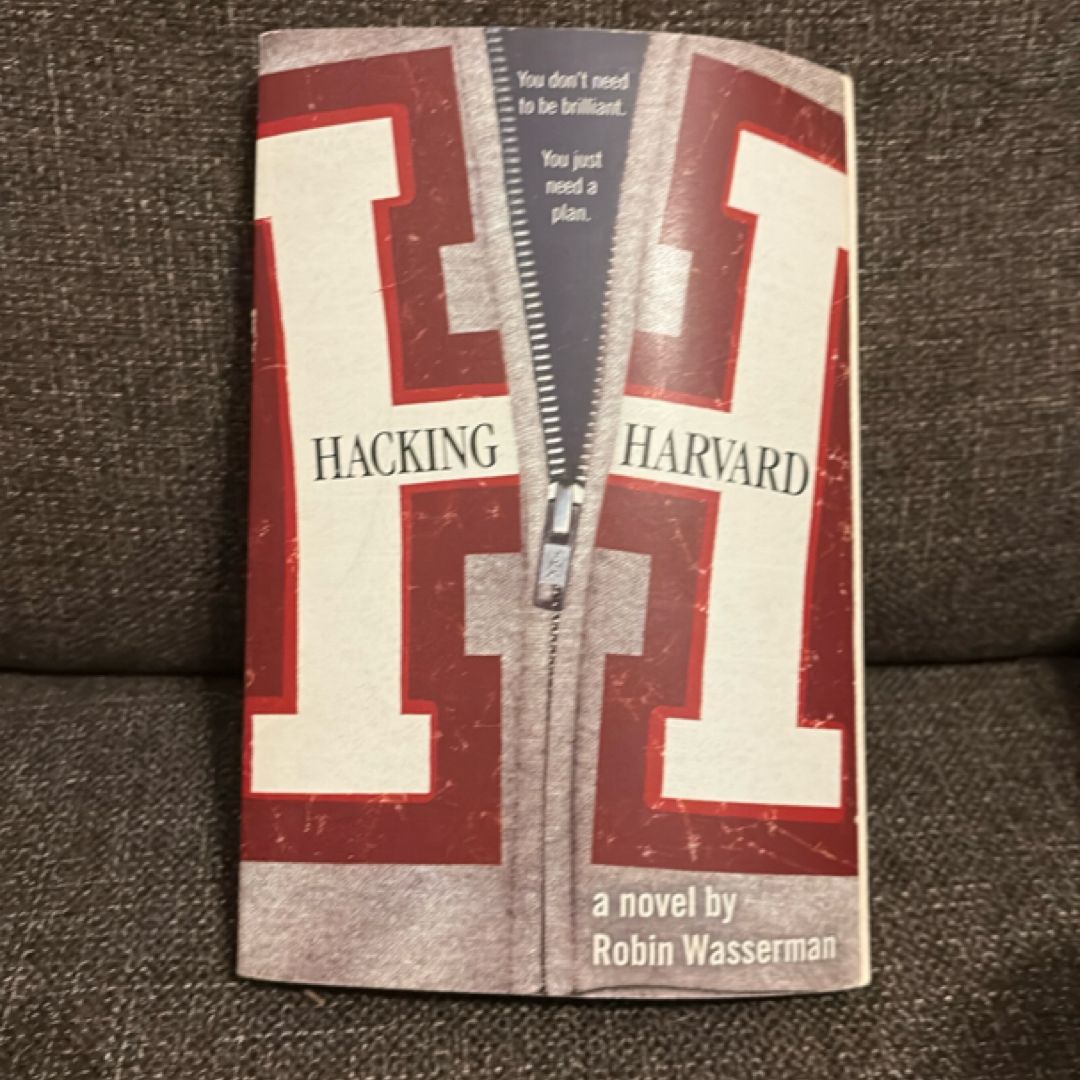 You don't need
to be brilliant.
You just
need a
plan.
HACKING HARVARD
a novel by
Robin Wasserman